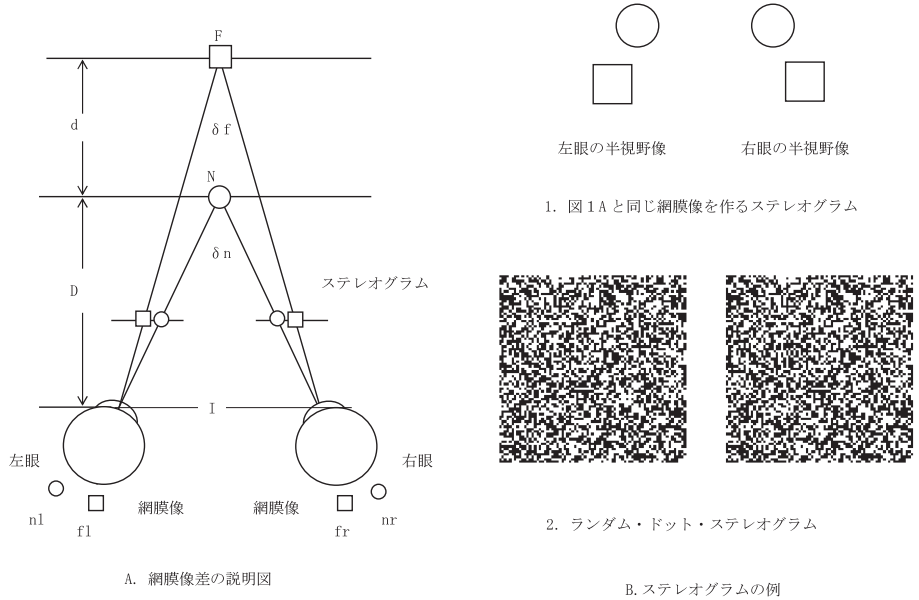 F
d
δf
N
δn
D
ステレオグラム
I
左眼
右眼
網膜像
網膜像
nl
fl
fr
nr
A. 網膜像差の説明図
左眼の半視野像
右眼の半視野像
1. 図1Aと同じ網膜像を作るステレオグラム
2. ランダム・ドット・ステレオグラム
B.ステレオグラムの例